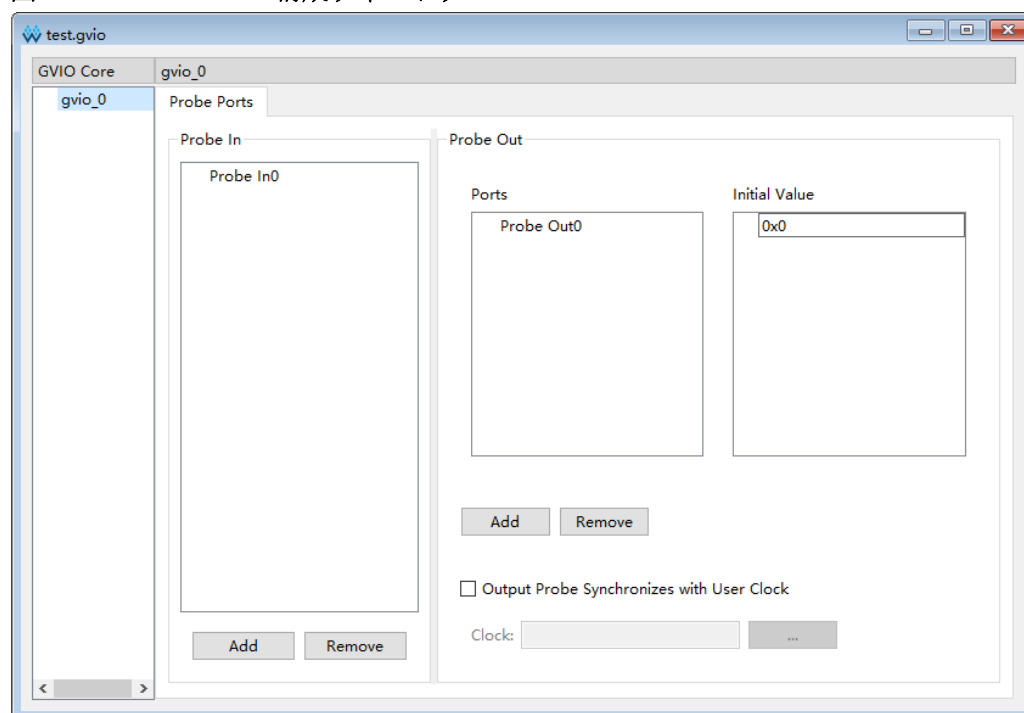 test.gvio
GVIO Core
gvio_0
gvio_0
Probe Ports
Probe In
Probe In0
Add
Remove
Probe Out
Ports
Initial Value
Probe Out0
0x0
Add
Remove
Output Probe Synchronizes with User Clock
Clock:
...